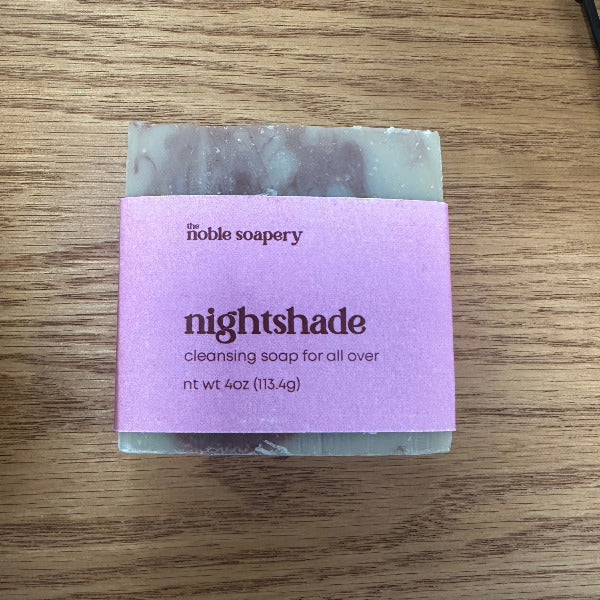 the
noble soapery
nightshade
cleansing soap for all over
nt wt 4oz (113.4g)